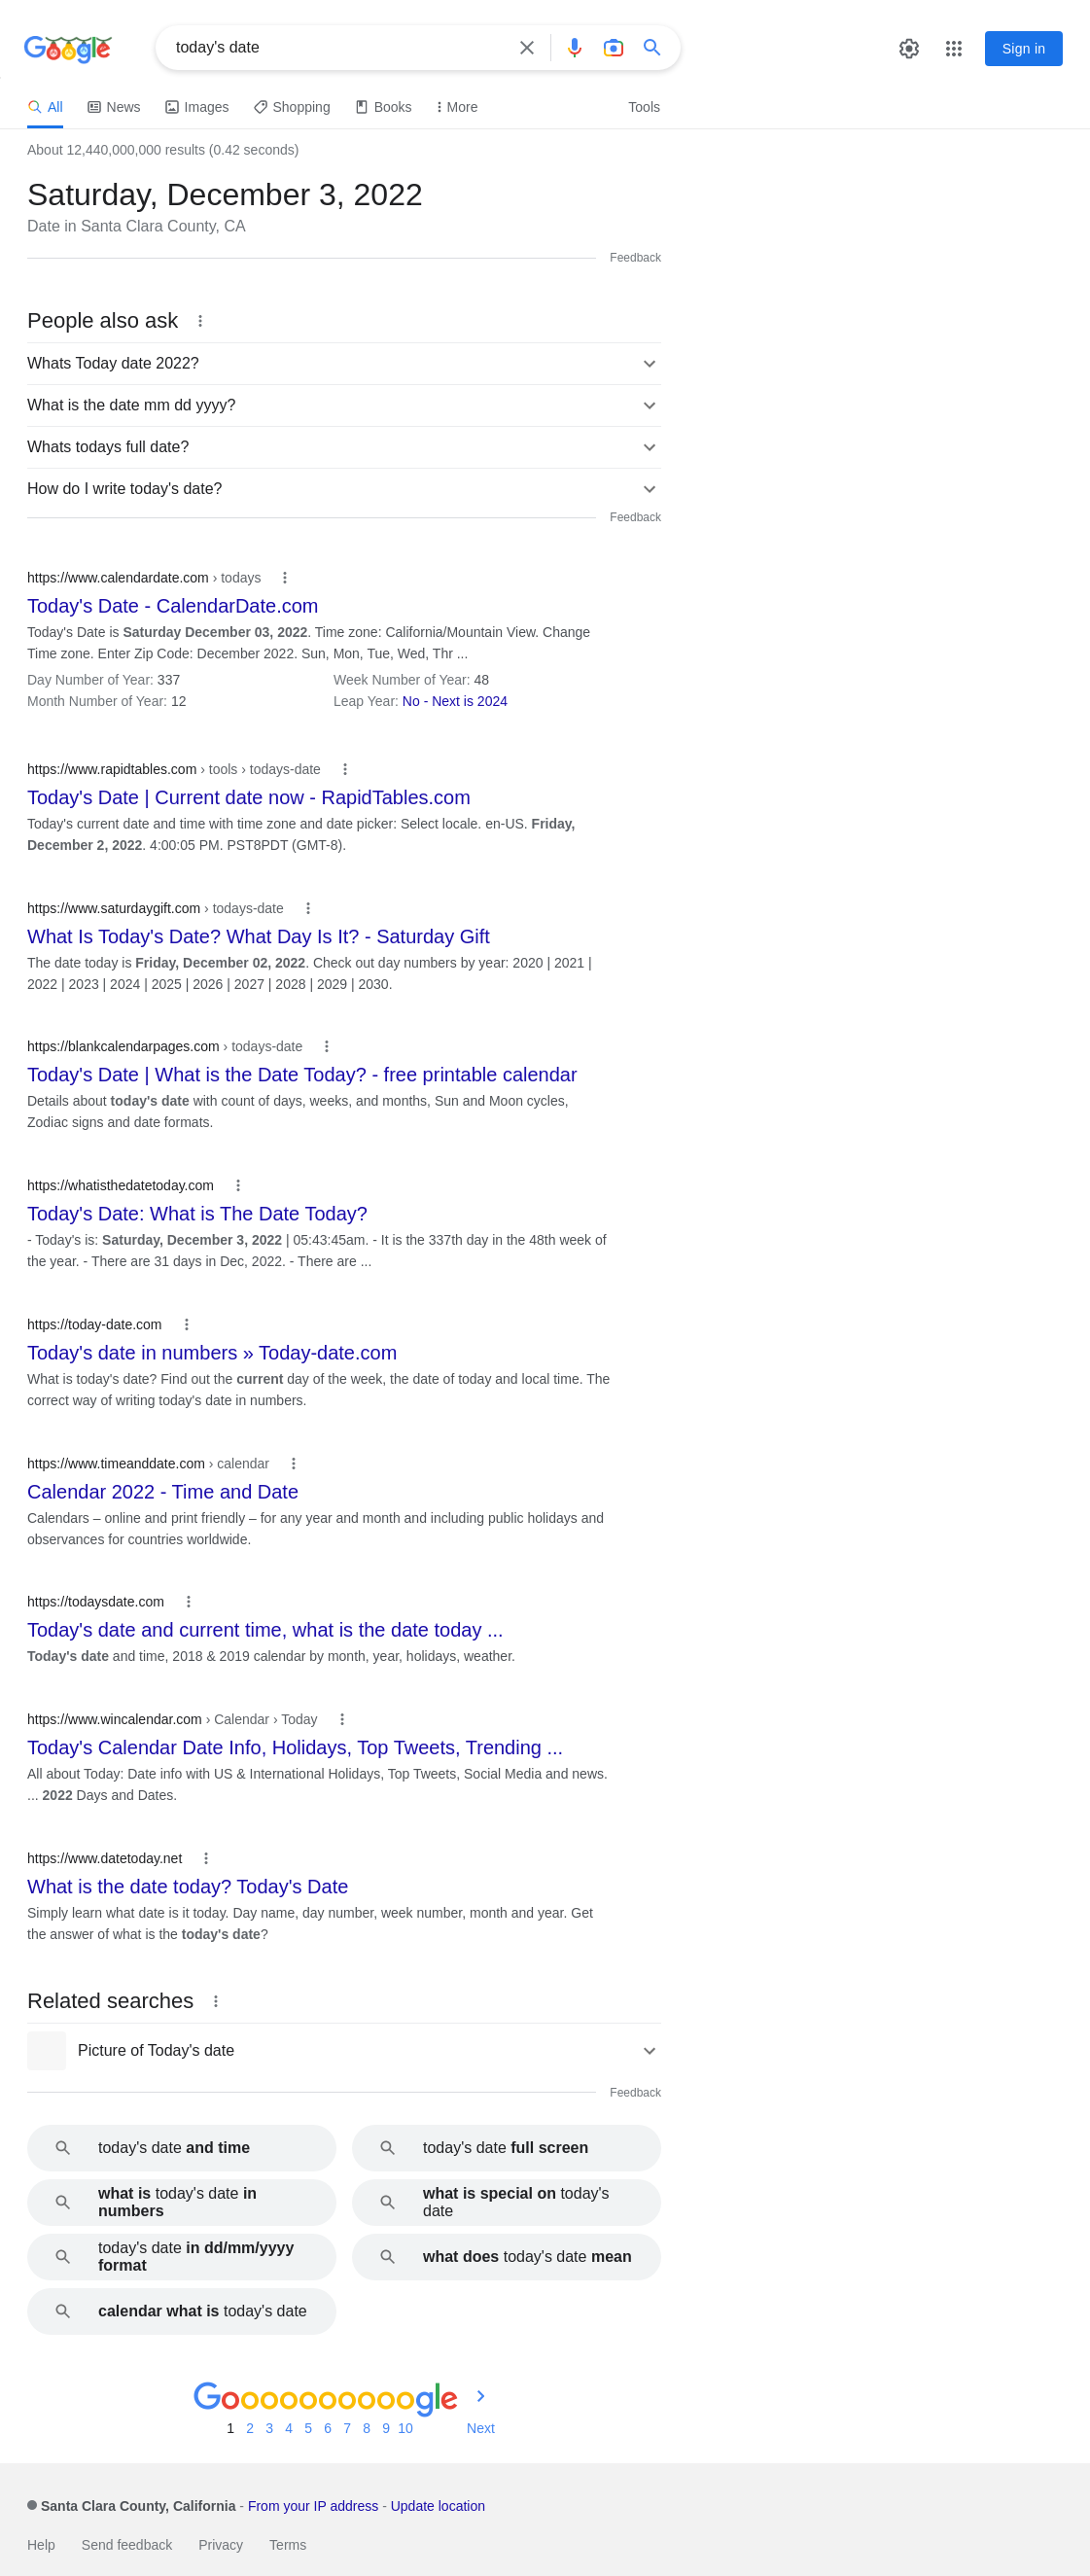 Google
today's date
Sign in
All News Images Shopping Books More Tools
About 12,440,000,000 results (0.42 seconds)
Saturday, December 3, 2022
Date in Santa Clara County, CA
Feedback
People also ask
Whats Today date 2022?
What is the date mm dd yyyy?
Whats todays full date?
How do I write today's date?
Feedback
https://www.calendardate.com › todays
Today's Date - CalendarDate.com
Today's Date is Saturday December 03, 2022. Time zone: California/Mountain View. Change
Time zone. Enter Zip Code: December 2022. Sun, Mon, Tue, Wed, Thr ...
Day Number of Year: 337 Week Number of Year: 48
Month Number of Year: 12 Leap Year: No - Next is 2024
https://www.rapidtables.com › tools › todays-date
Today's Date | Current date now - RapidTables.com
Today's current date and time with time zone and date picker: Select locale. en-US. Friday,
December 2, 2022. 4:00:05 PM. PST8PDT (GMT-8).
https://www.saturdaygift.com › todays-date
What Is Today's Date? What Day Is It? - Saturday Gift
The date today is Friday, December 02, 2022. Check out day numbers by year: 2020 | 2021 |
2022 | 2023 | 2024 | 2025 | 2026 | 2027 | 2028 | 2029 | 2030.
https://blankcalendarpages.com › todays-date
Today's Date | What is the Date Today? - free printable calendar
Details about today's date with count of days, weeks, and months, Sun and Moon cycles,
Zodiac signs and date formats.
https://whatisthedatetoday.com
Today's Date: What is The Date Today?
- Today's is: Saturday, December 3, 2022 | 05:43:45am. - It is the 337th day in the 48th week of
the year. - There are 31 days in Dec, 2022. - There are ...
https://today-date.com
Today's date in numbers » Today-date.com
What is today's date? Find out the current day of the week, the date of today and local time. The
correct way of writing today's date in numbers.
https://www.timeanddate.com › calendar
Calendar 2022 - Time and Date
Calendars – online and print friendly – for any year and month and including public holidays and
observances for countries worldwide.
https://todaysdate.com
Today's date and current time, what is the date today ...
Today's date and time, 2018 & 2019 calendar by month, year, holidays, weather.
https://www.wincalendar.com › Calendar › Today
Today's Calendar Date Info, Holidays, Top Tweets, Trending ...
All about Today: Date info with US & International Holidays, Top Tweets, Social Media and news.
... 2022 Days and Dates.
https://www.datetoday.net
What is the date today? Today's Date
Simply learn what date is it today. Day name, day number, week number, month and year. Get
the answer of what is the today's date?
Related searches
Picture of Today's date
Feedback
today's date and time
today's date full screen
what is today's date in
numbers
what is special on today's
date
today's date in dd/mm/yyyy
format
what does today's date mean
calendar what is today's date
Goooooooooogle
1 2 3 4 5 6 7 8 9 10 Next
Santa Clara County, California - From your IP address - Update location
Help Send feedback Privacy Terms